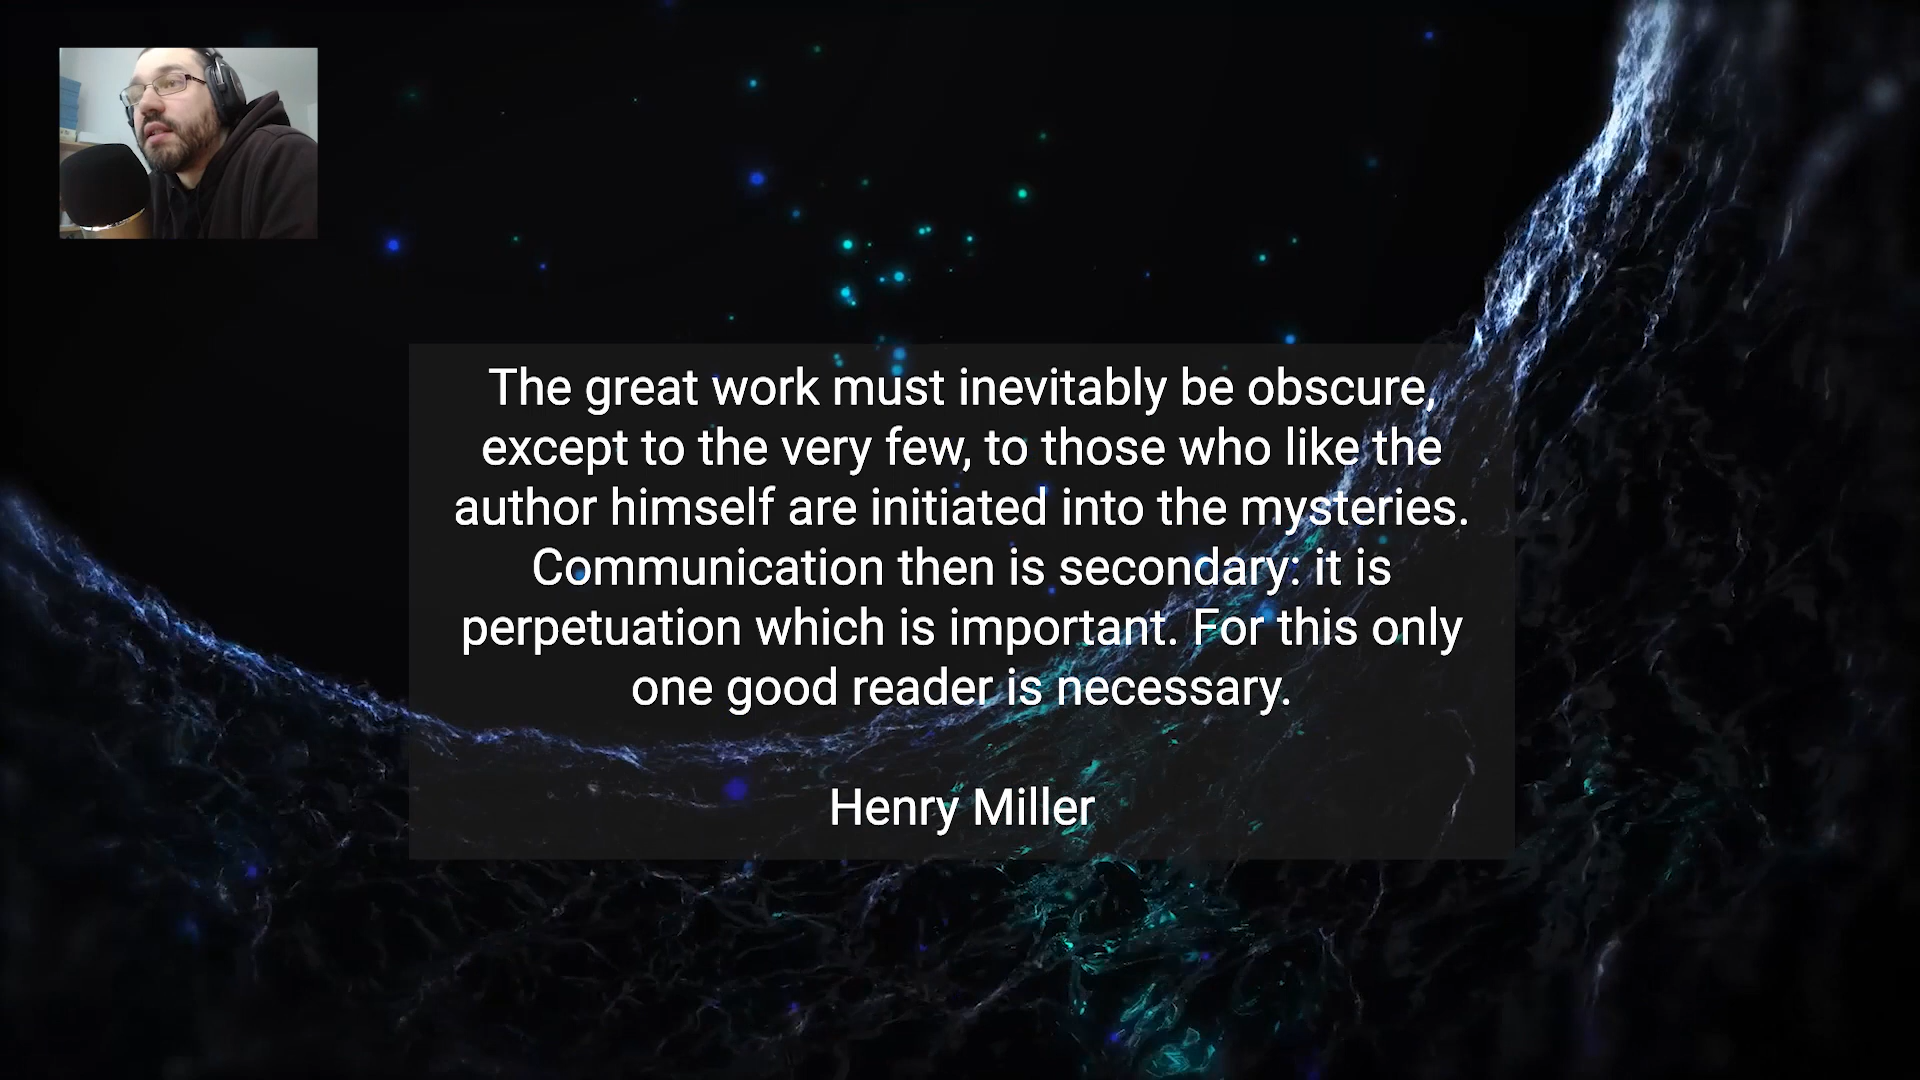 The great work must inevitably be obscure,
except to the very few, to those who like the
author himself are initiated into the mysteries.
Communication then is secondary: it is
perpetuation which is important. For this only
one good reader is necessary.
Henry Miller